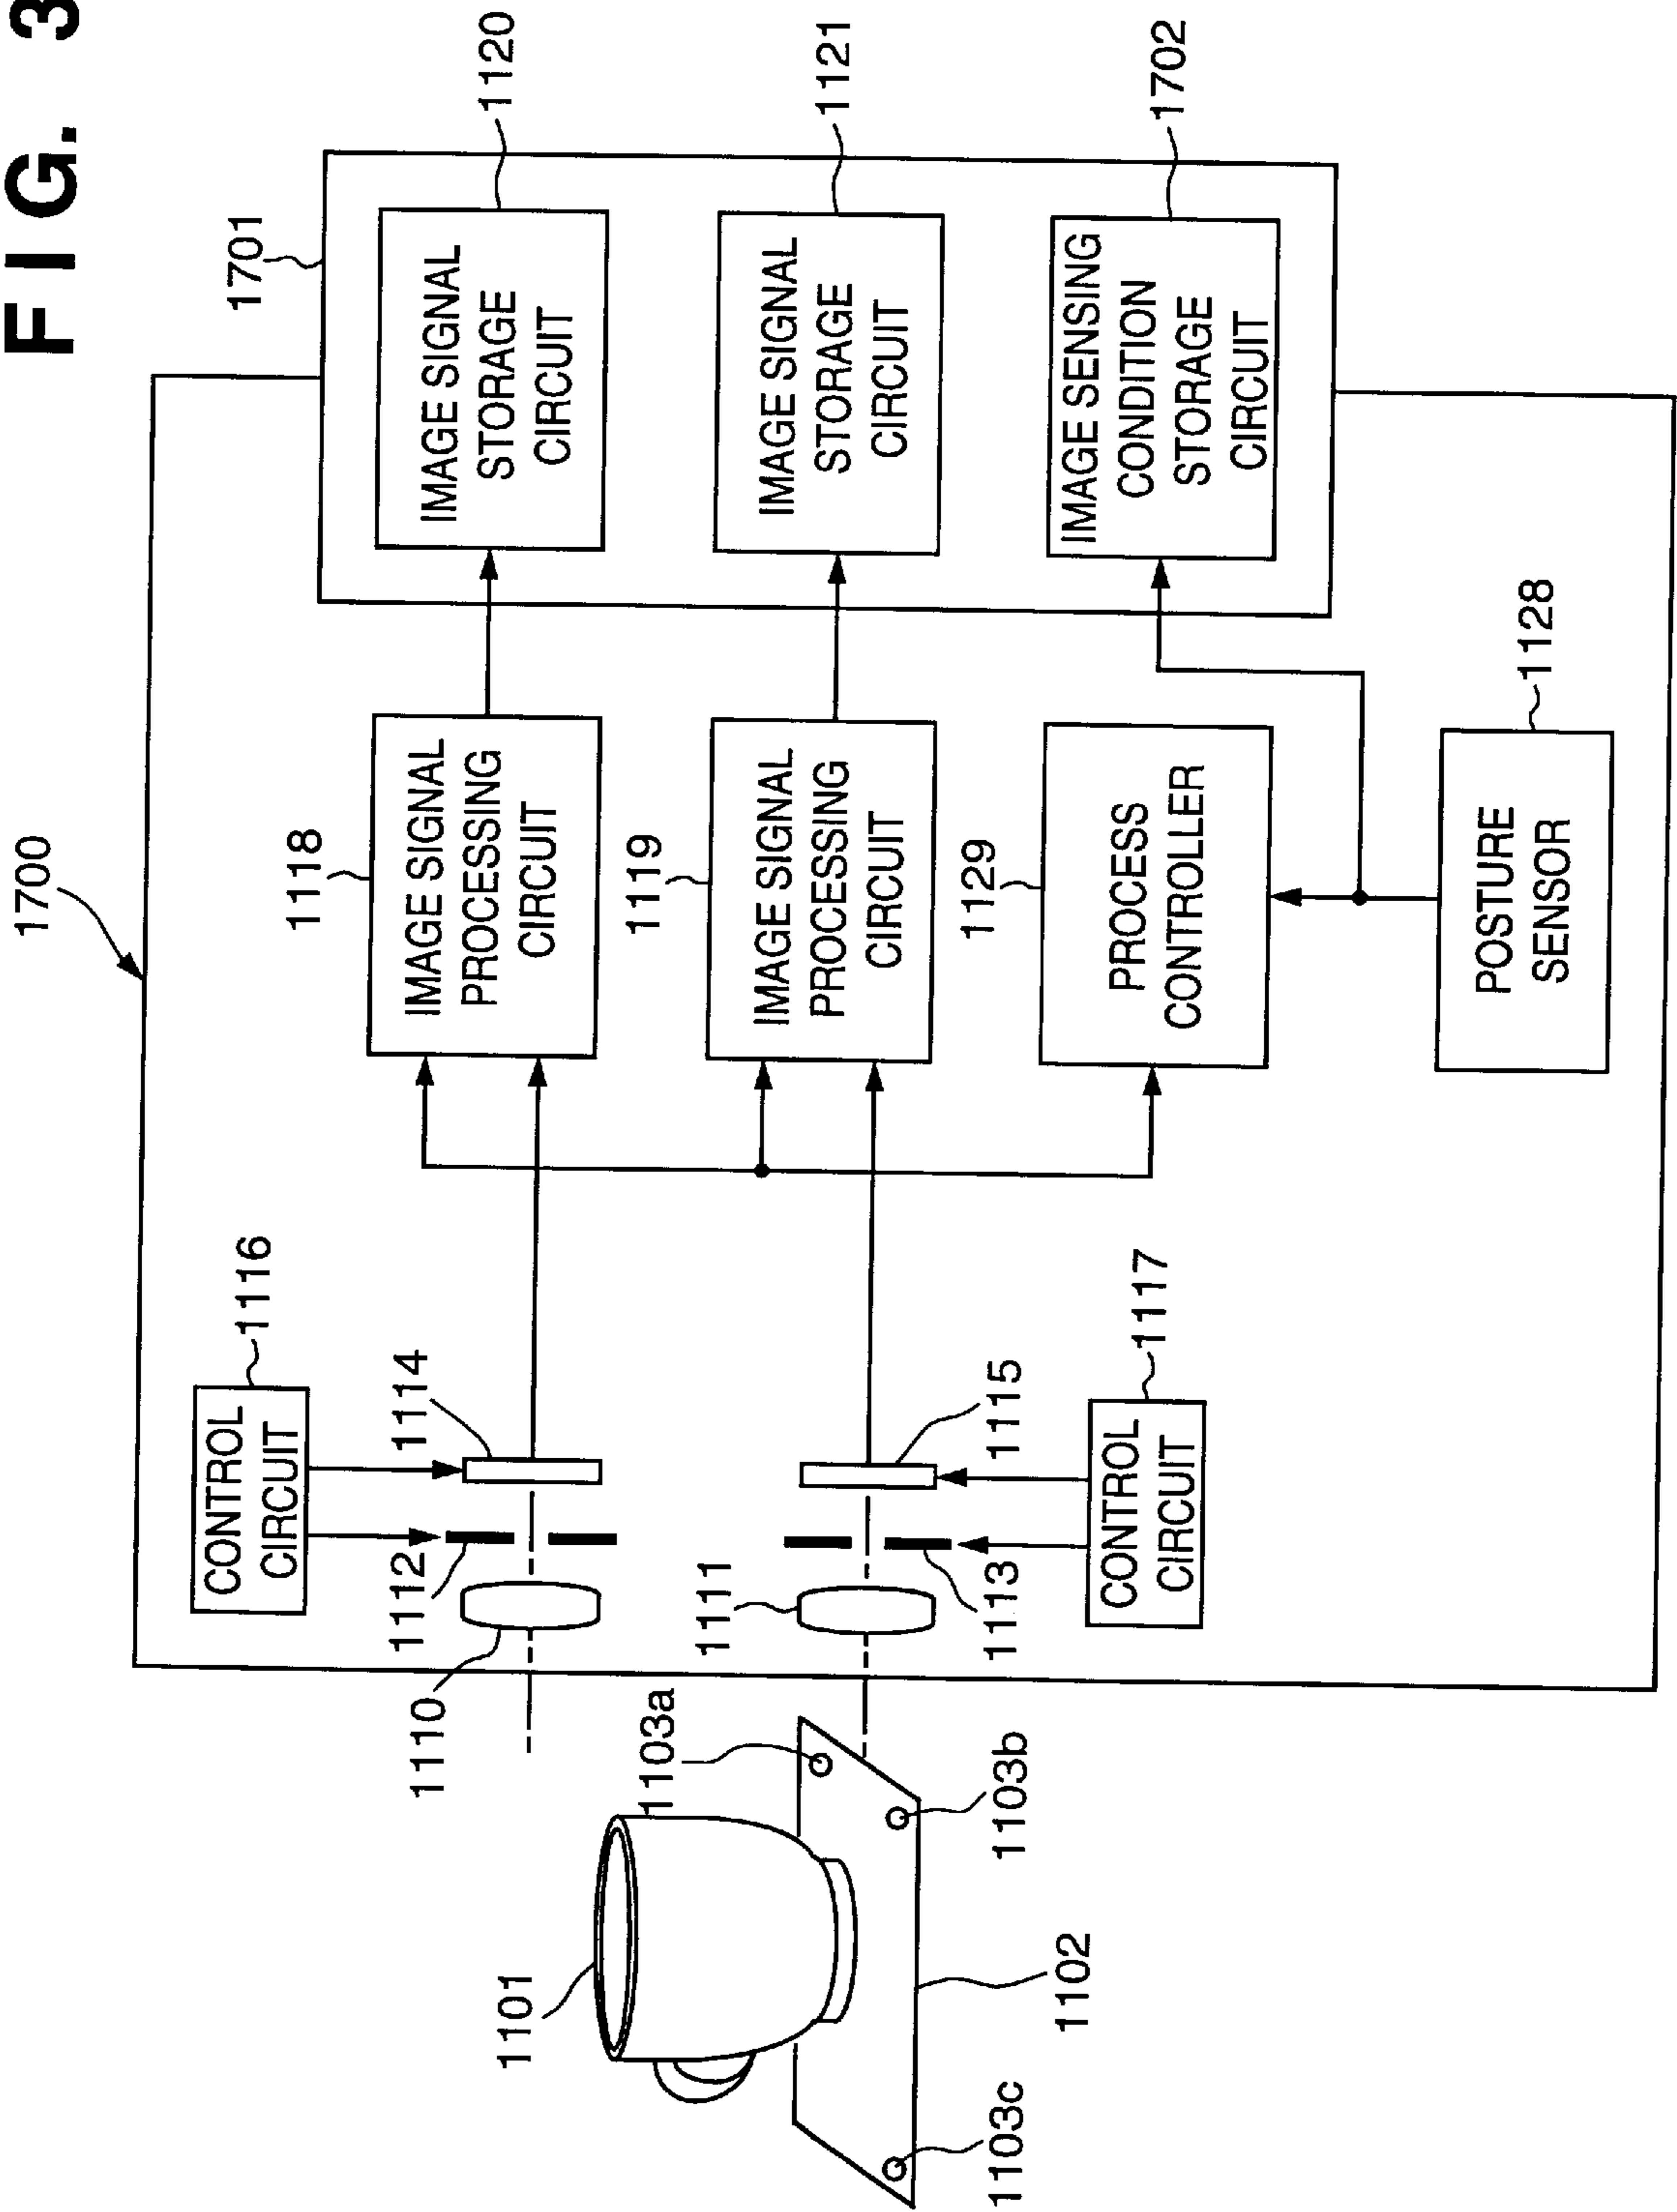 FIG. 3
1700
1701
1116
CONTROL
CIRCUIT
1118
IMAGE SIGNAL
PROCESSING
CIRCUIT
1120
IMAGE SIGNAL
STORAGE
CIRCUIT
1114
1112
1110
1101
1119
IMAGE SIGNAL
PROCESSING
CIRCUIT
1121
IMAGE SIGNAL
STORAGE
CIRCUIT
1103a
1111
1115
1113
1103b
1103c
1102
1117
CONTROL
CIRCUIT
1129
PROCESS
CONTROLLER
1702
IMAGE SENSING
CONDITION
STORAGE
CIRCUIT
1128
POSTURE
SENSOR